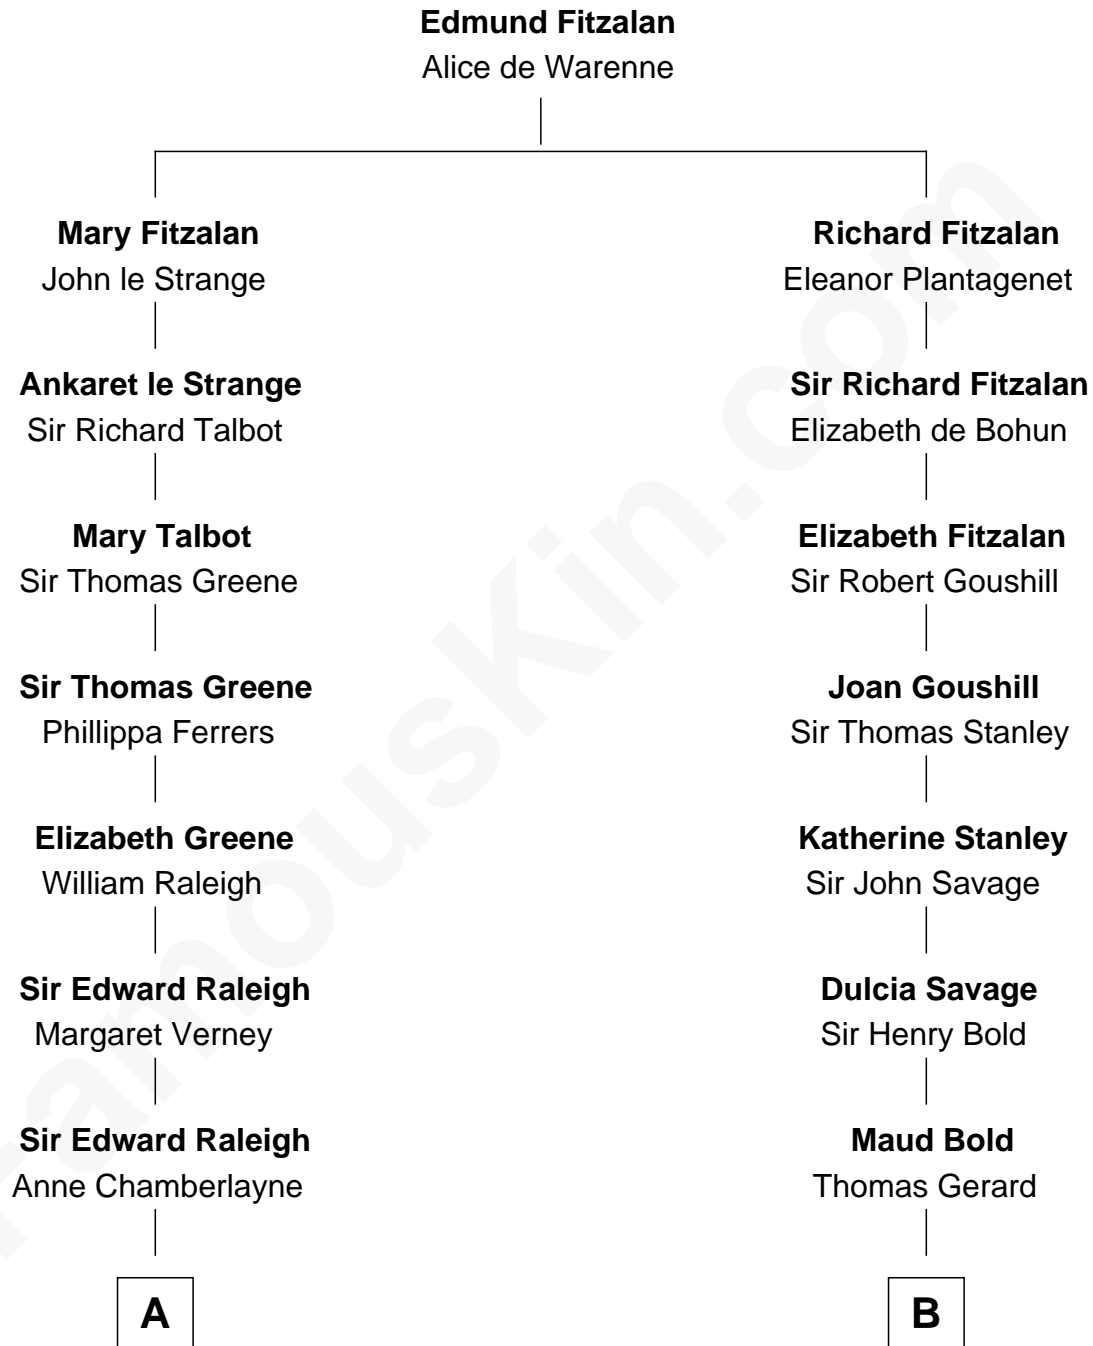 Edmund Fitzalan
Alice de Warenne
Mary Fitzalan
John le Strange
Richard Fitzalan
Eleanor Plantagenet
Ankaret le Strange
Sir Richard Talbot
Sir Richard Fitzalan
Elizabeth de Bohun
Mary Talbot
Sir Thomas Greene
Elizabeth Fitzalan
Sir Robert Goushill
Sir Thomas Greene
Phillippa Ferrers
Joan Goushill
Sir Thomas Stanley
Elizabeth Greene
William Raleigh
Katherine Stanley
Sir John Savage
Sir Edward Raleigh
Margaret Verney
Dulcia Savage
Sir Henry Bold
Sir Edward Raleigh
Anne Chamberlayne
Maud Bold
Thomas Gerard
A
B
FamousKin.com